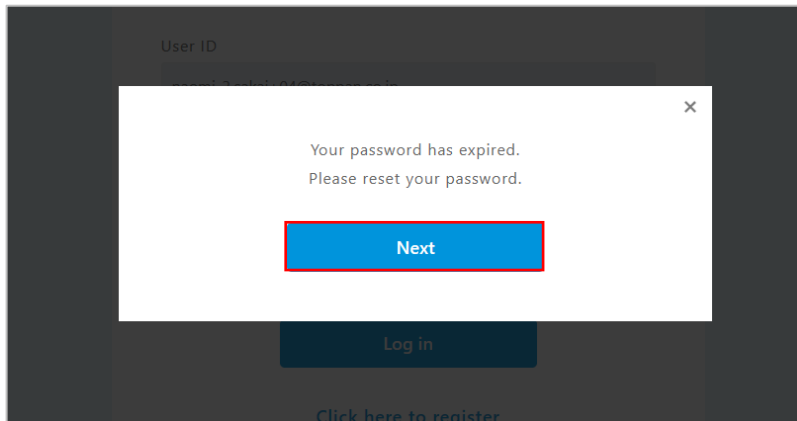 User ID
×
Your password has expired.
Please reset your password.
Next
Log in
Click here to register